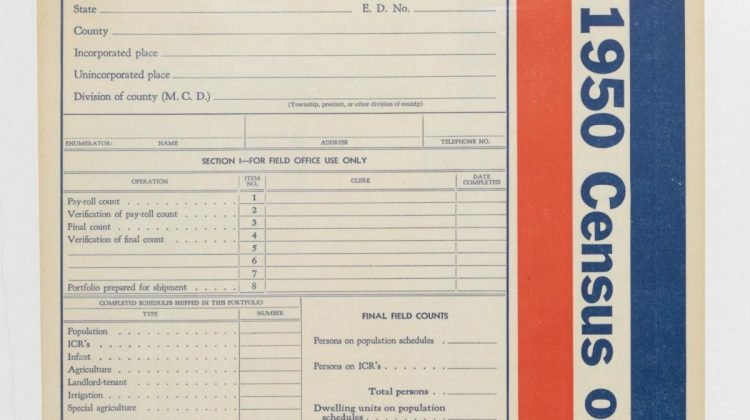 State E. D. No.
County
Incorporated place
Unincorporated place
Division of county (M. C. D.)
(Township, precinct, or other division of county)
ENUMERATOR: NAME ADDRESS TELEPHONE NO.
SECTION I—FOR FIELD OFFICE USE ONLY
OPERATION ITEM NO. CLERK DATE COMPLETED
Pay-roll count 1
Verification of pay-roll count 2
Final count 3
Verification of final count 4
5
6
7
Portfolio prepared for shipment 8
COMPLETED SCHEDULES SHIPPED IN THIS PORTFOLIO
TYPE NUMBER
Population
ICR's
Infant
Agriculture
Landlord-tenant
Irrigation
Special agriculture
FINAL FIELD COUNTS
Persons on population schedules
Persons on ICR's
Total persons
Dwelling units on population
schedules
1950 Census o